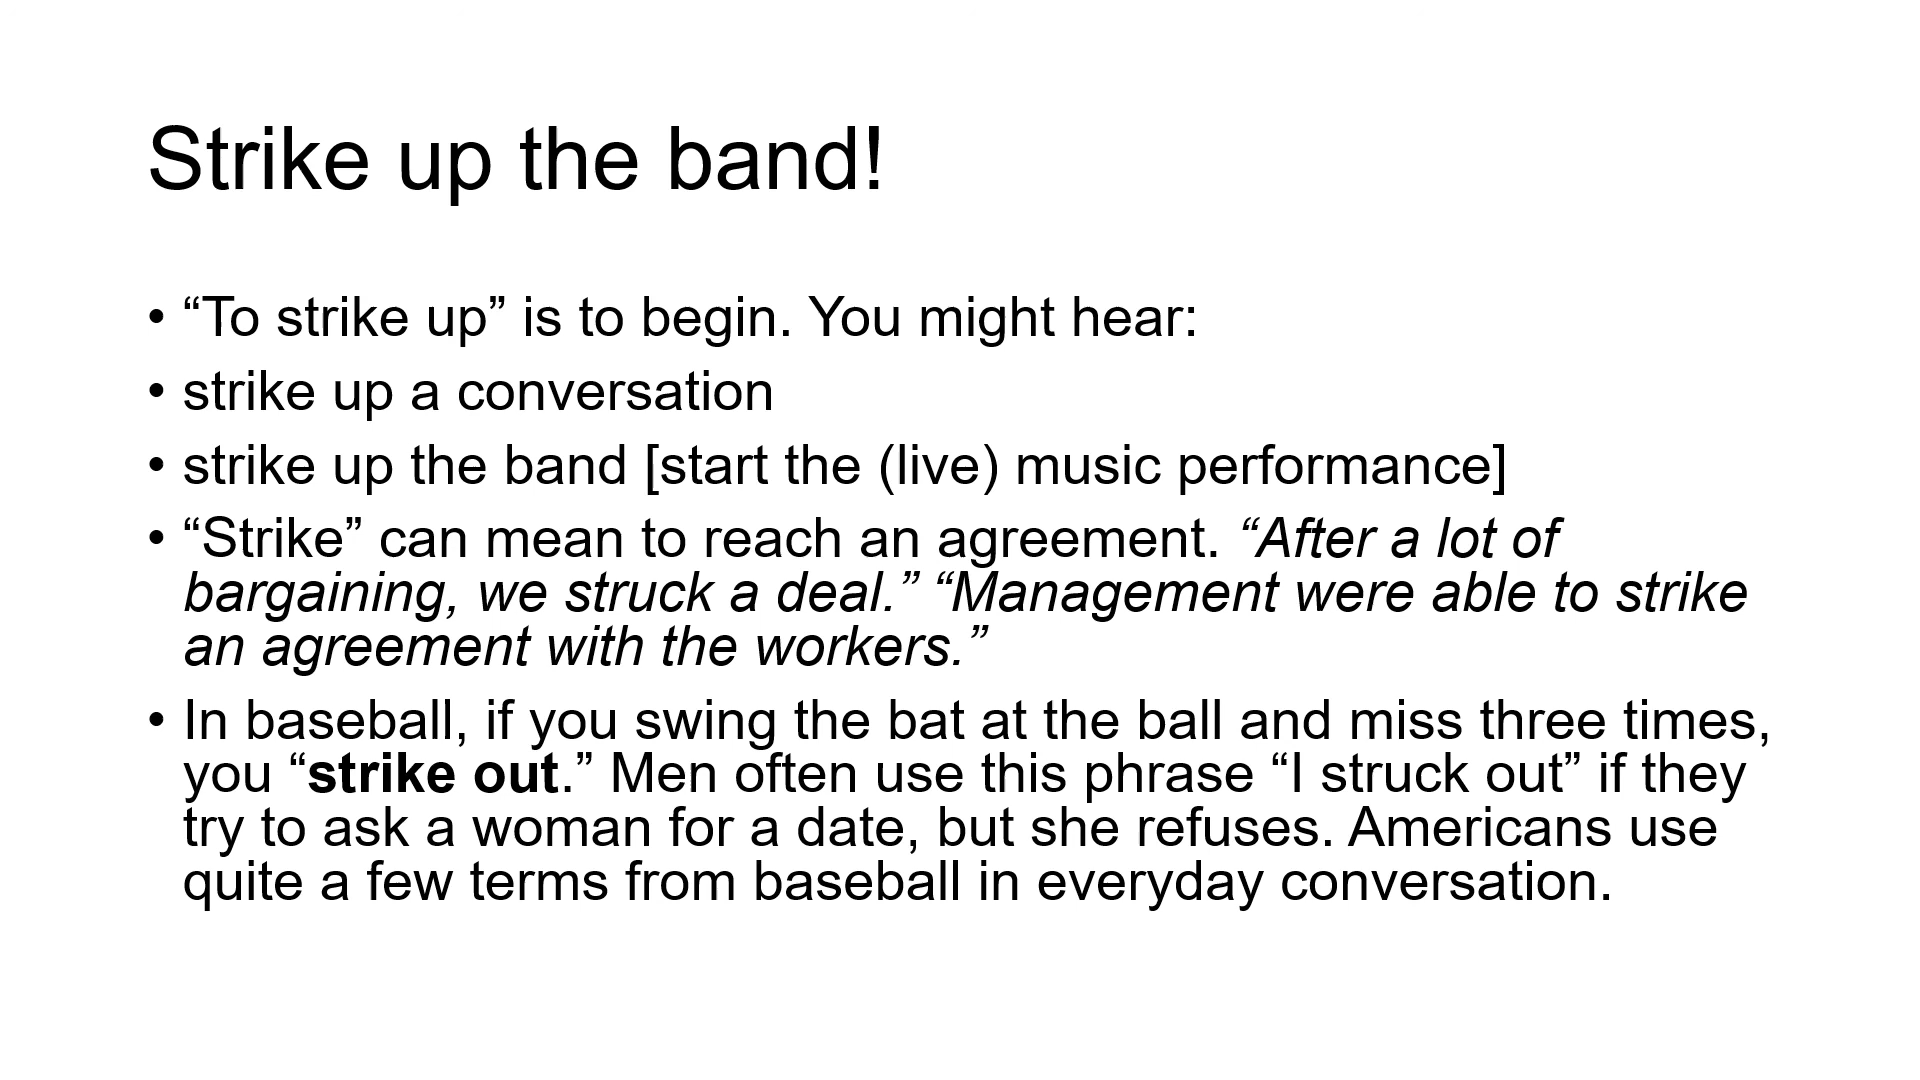 Strike up the band!
• “To strike up” is to begin. You might hear:
• strike up a conversation
• strike up the band [start the (live) music performance]
• “Strike” can mean to reach an agreement. “After a lot of
bargaining, we struck a deal.” “Management were able to strike
an agreement with the workers.”
• In baseball, if you swing the bat at the ball and miss three times,
you “strike out.” Men often use this phrase “I struck out” if they
try to ask a woman for a date, but she refuses. Americans use
quite a few terms from baseball in everyday conversation.